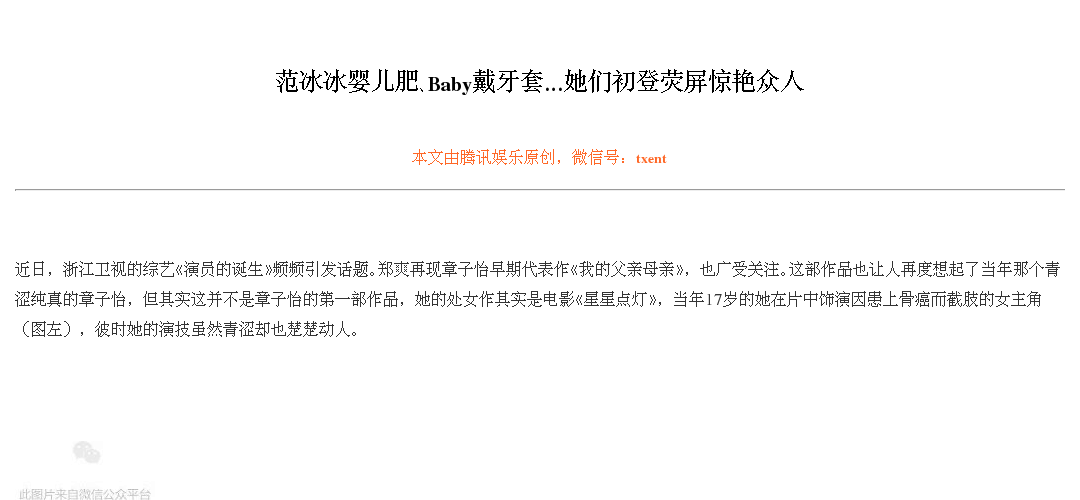 范冰冰婴儿肥、Baby戴牙套...她们初登荧屏惊艳众人
本文由腾讯娱乐原创，微信号：txent
近日，浙江卫视的综艺《演员的诞生》频频引发话题。郑爽再现章子怡早期代表作《我的父亲母亲》，也广受关注。这部作品也让人再度想起了当年那个青
涩纯真的章子怡，但其实这并不是章子怡的第一部作品，她的处女作其实是电影《星星点灯》，当年17岁的她在片中饰演因患上骨癌而截肢的女主角
（图左），彼时她的演技虽然青涩却也楚楚动人。
此图片来自微信公众平台